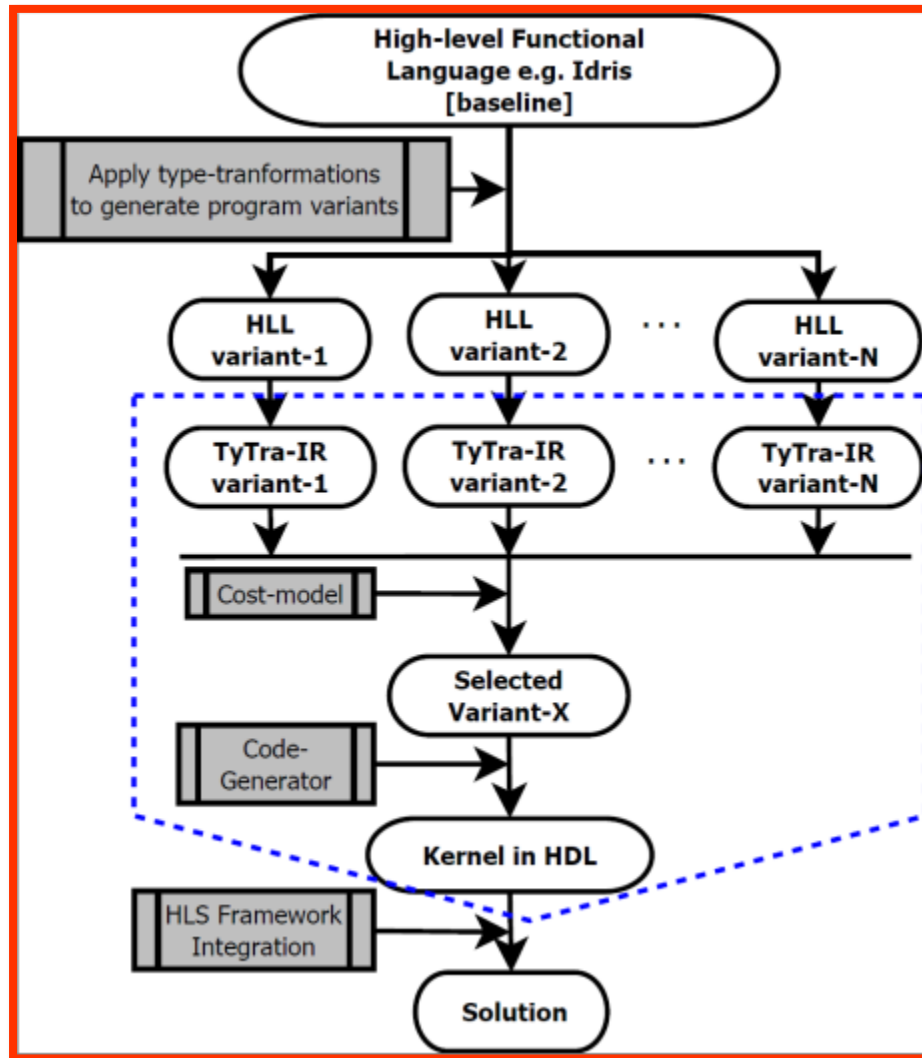 High-level Functional
Language e.g. Idris
[baseline]
Apply type-tranformations
to generate program variants
HLL
variant-1
HLL
variant-2
. . .
HLL
variant-N
TyTra-IR
variant-1
TyTra-IR
variant-2
. . .
TyTra-IR
variant-N
Cost-model
Selected
Variant-X
Code-
Generator
Kernel in HDL
HLS Framework
Integration
Solution